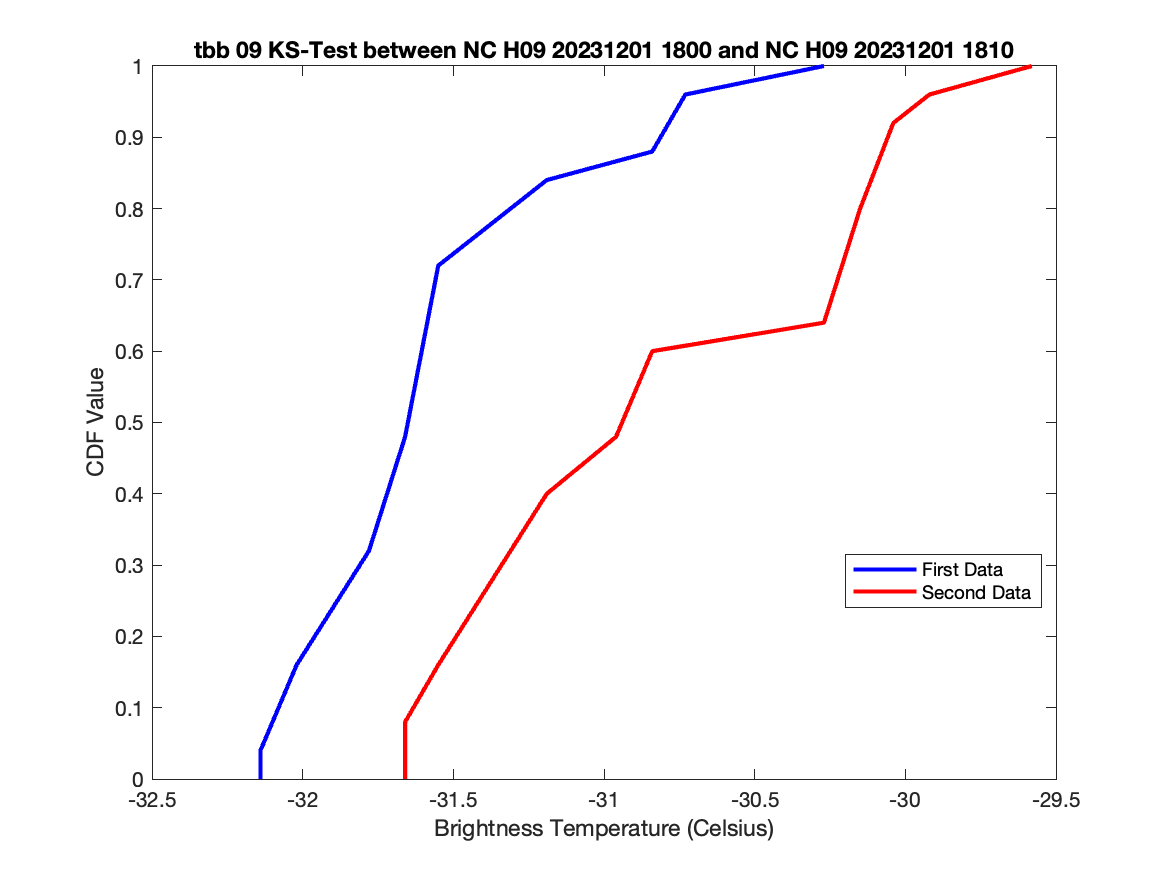 tbb 09 KS-Test between NC H09 20231201 1800 and NC H09 20231201 1810
1
0.9
0.8
0.7
0.6
0.5
0.4
0.3
0.2
0.1
0
CDF Value
First Data
Second Data
-32.5 -32 -31.5 -31 -30.5 -30 -29.5
Brightness Temperature (Celsius)